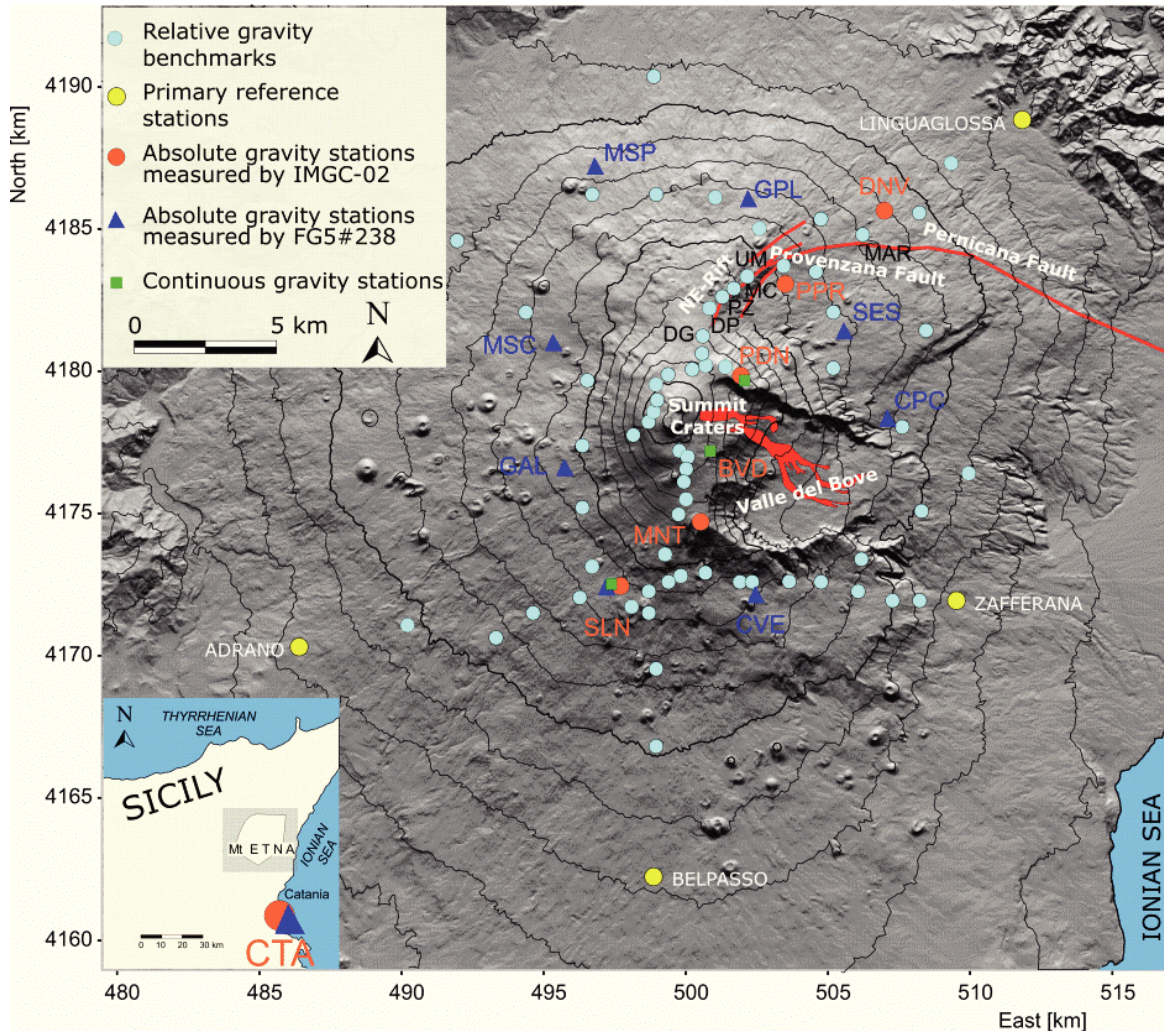 Relative gravity
benchmarks
Primary reference
stations
Absolute gravity stations
measured by IMGC-02
Absolute gravity stations
measured by FG5#238
Continuous gravity stations
0 5 km
N
North [km]
4190
4185
4180
4175
4170
4165
4160
LINGUAGLOSSA
MSP
GPL
DNV
Pernicana Fault
MAR
Provenzana Fault
UM
NE-Rift
MC
PPR
PZ
DP
DG
SES
MSC
PDN
CPC
Summit
Craters
GAL
BVD
Valle del Bove
MNT
SLN
CVE
ZAFFERANA
ADRANO
BELPASSO
IONIAN SEA
N
THYRRHENIAN
SEA
SICILY
Mt ETNA
IONIAN
SEA
Catania
0 10 20 30 km
CTA
480 485 490 495 500 505 510 515
East [km]